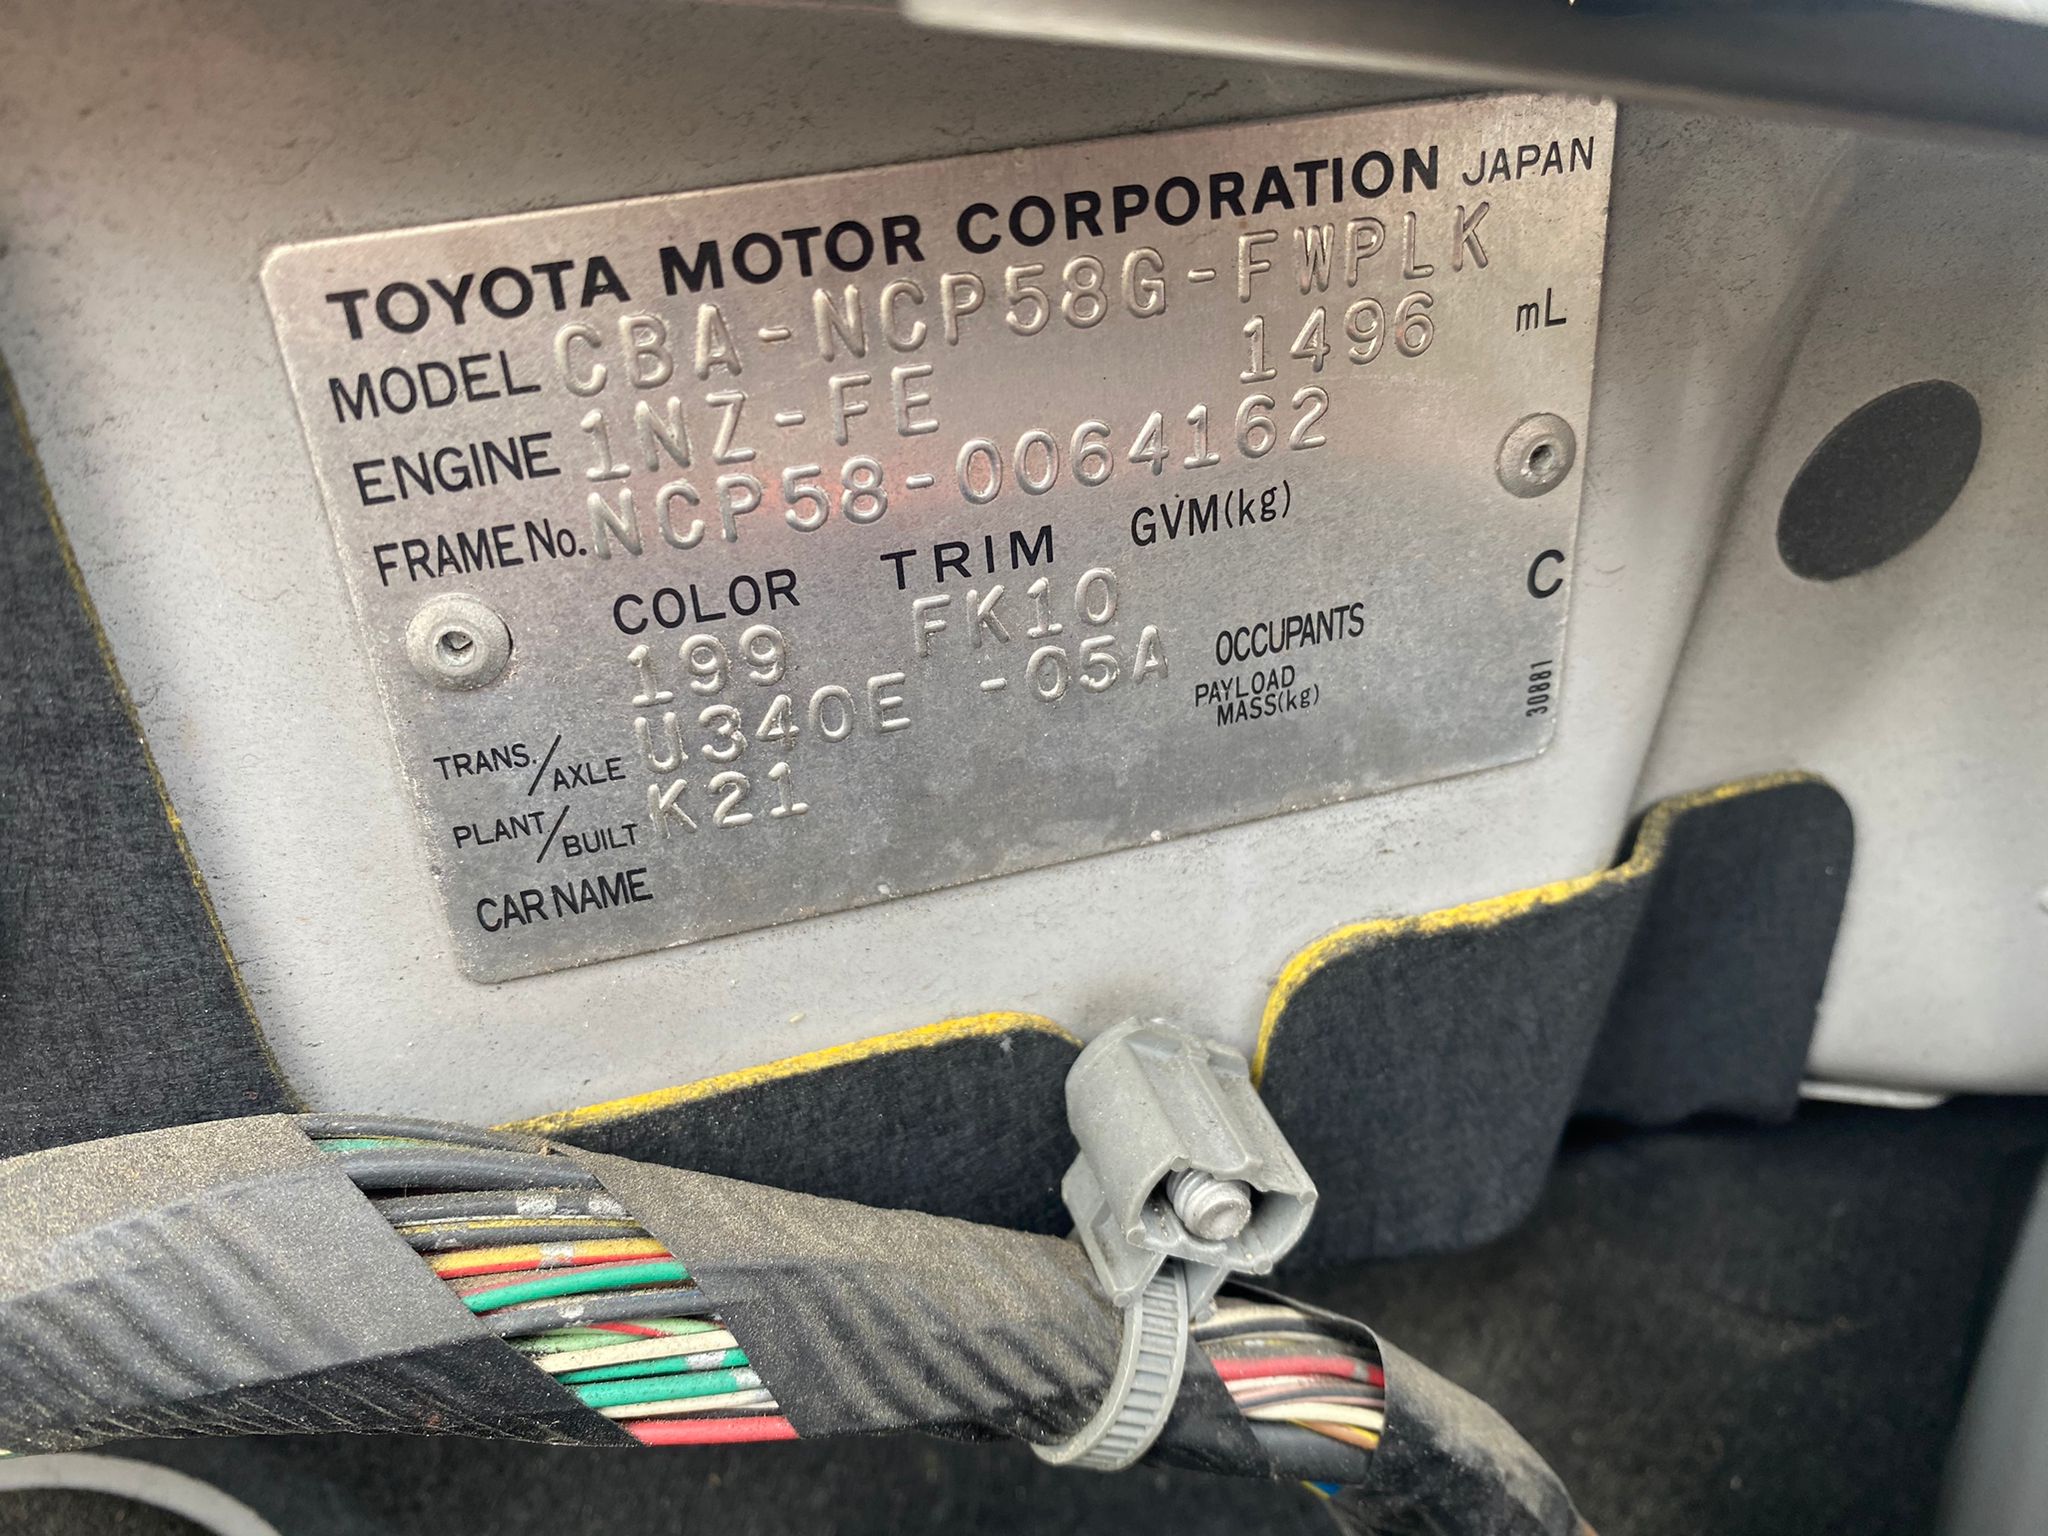 TOYOTA MOTOR CORPORATION JAPAN
MODEL CBA-NCP58G-FWPLK
ENGINE 1NZ-FE 1496 mL
FRAME No. NCP58-0064162
COLOR TRIM GVM(kg)
199 FK10 C
TRANS./AXLE U340E -05A OCCUPANTS
PAYLOAD MASS(kg)
PLANT/BUILT K21
CAR NAME
30881